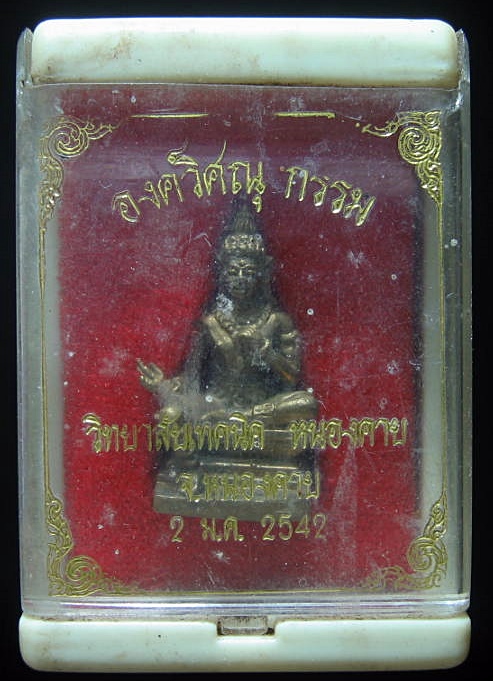 องค์วิศณุ กรรม
วิทยาลัยเทคนิค หนองคาย
จ.หนองคาย
2 ม.ค. 2542